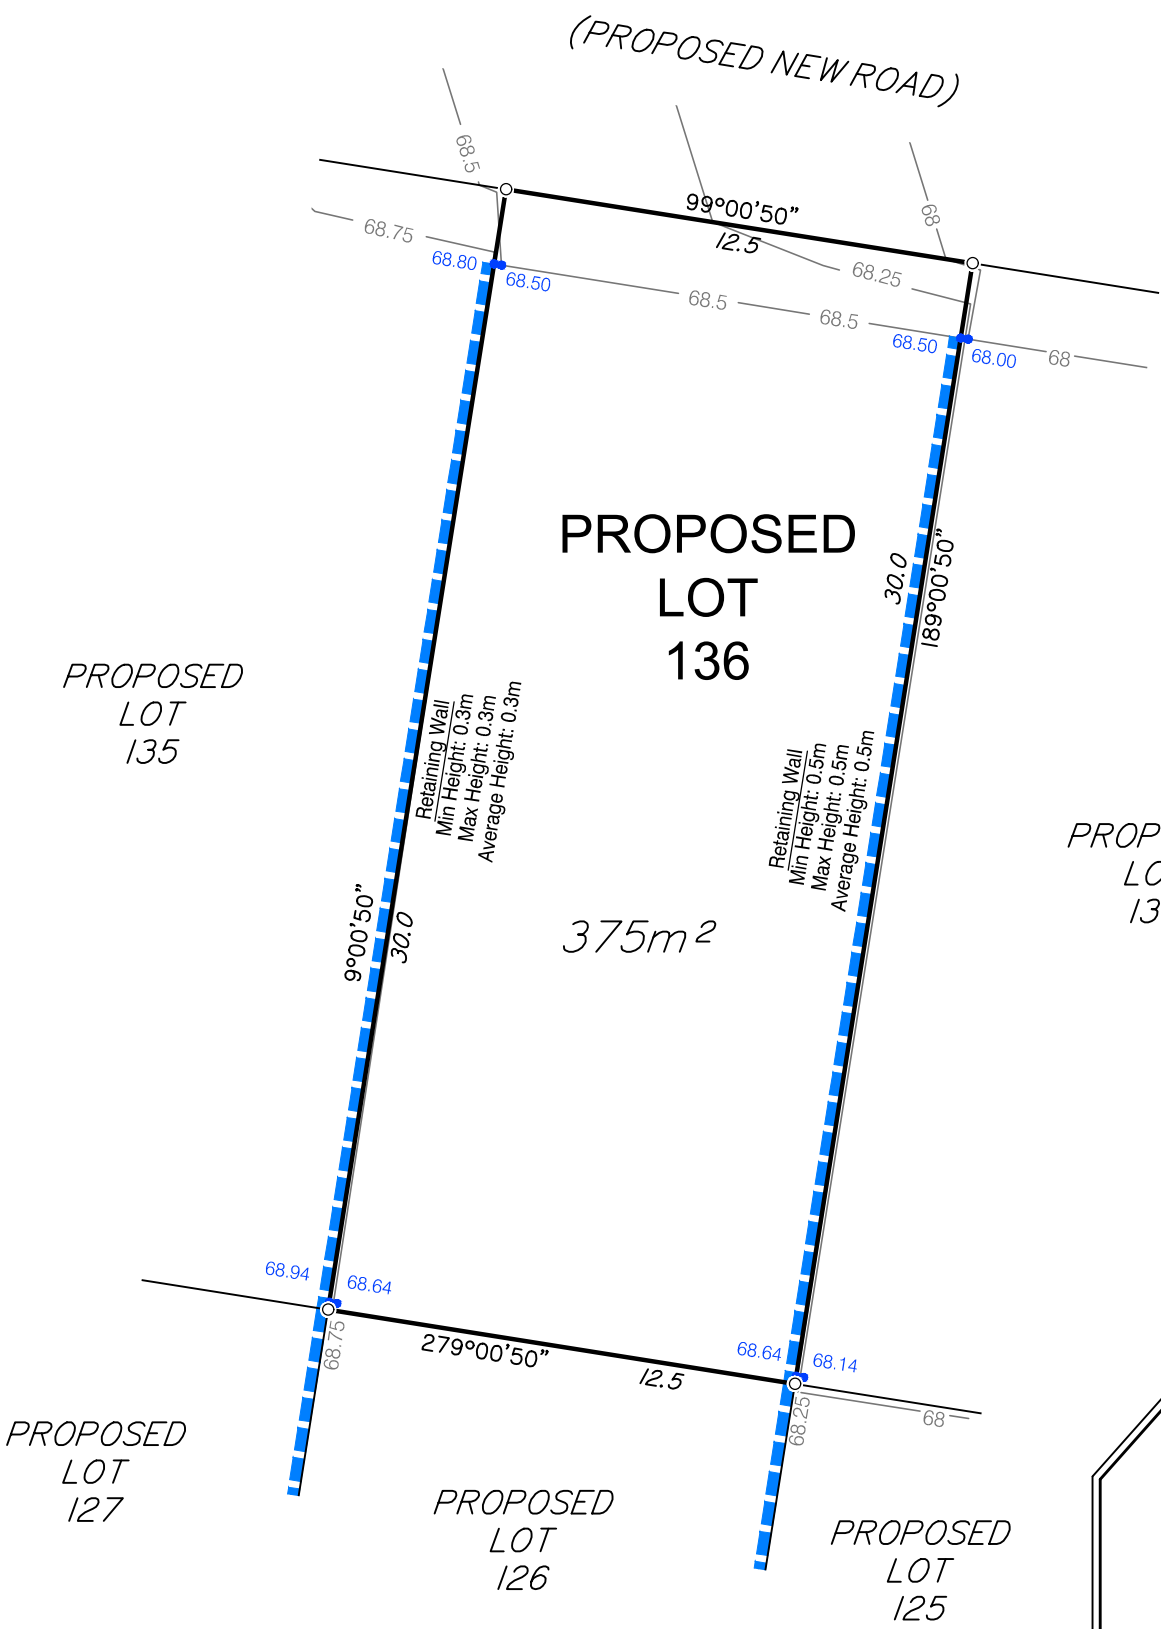 (PROPOSED NEW ROAD)
68.5
68
99°00'50"
12.5
68.75
68.80
68.50
68.25
68.5
68.5
68.50
68.00
68
PROPOSED
LOT
136
30.0
189°00'50"
PROPOSED
LOT
135
Retaining Wall
Min Height: 0.3m
Max Height: 0.3m
Average Height: 0.3m
Retaining Wall
Min Height: 0.5m
Max Height: 0.5m
Average Height: 0.5m
PROP
LO
13
9°00'50"
30.0
375m²
68.94
68.64
68.75
279°00'50"
12.5
68.64
68.14
68.25
68
PROPOSED
LOT
127
PROPOSED
LOT
126
PROPOSED
LOT
125